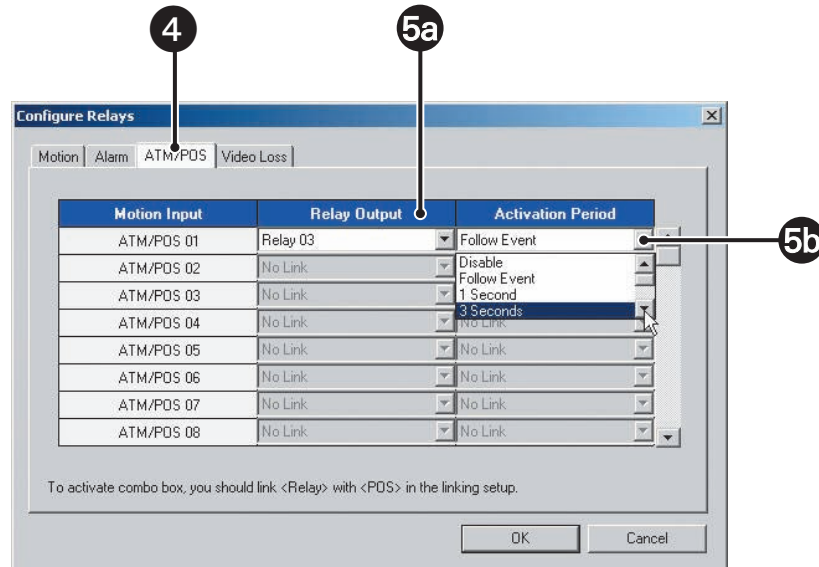 4 5a
Configure Relays
Motion Alarm ATM/POS Video Loss
Motion Input Relay Output Activation Period
ATM/POS 01 Relay 03 Follow Event 5b
ATM/POS 02 No Link Disable
Follow Event
ATM/POS 03 No Link 1 Second
3 Seconds
ATM/POS 04 No Link No Link
ATM/POS 05 No Link No Link
ATM/POS 06 No Link No Link
ATM/POS 07 No Link No Link
ATM/POS 08 No Link No Link
To activate combo box, you should link <Relay> with <POS> in the linking setup.
OK Cancel